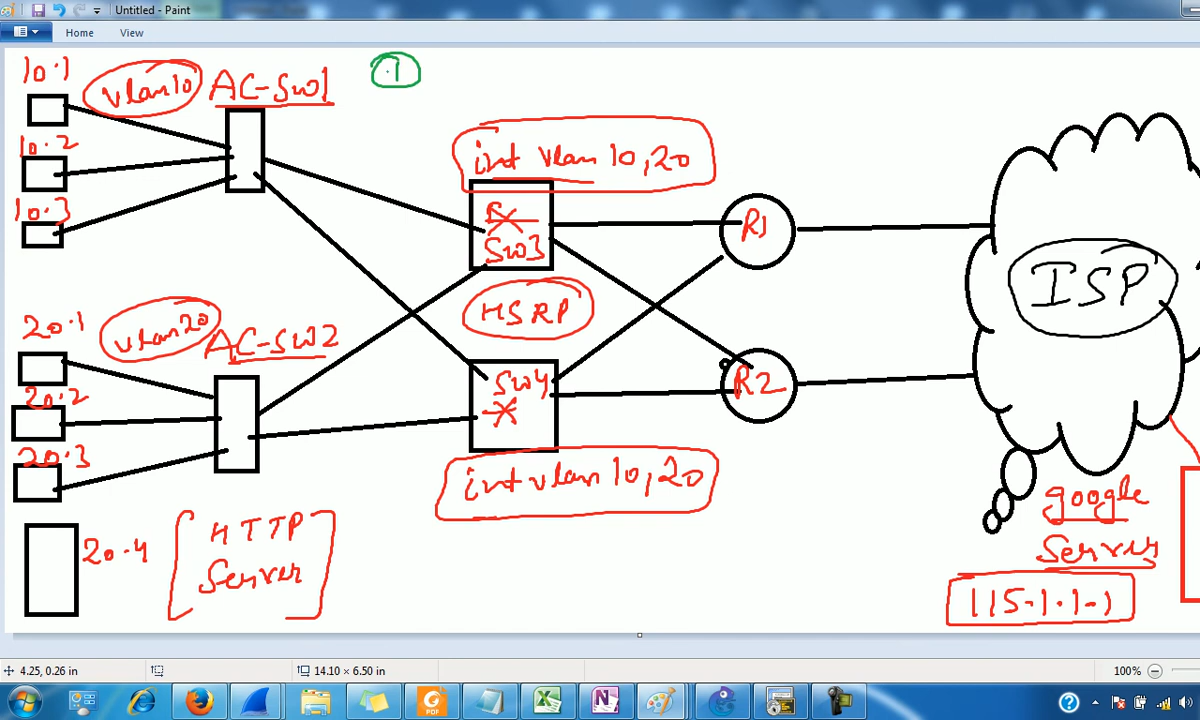 Untitled - Paint
Home View
10.1
vlan10
AC-SW1
1
10.2
int vlan 10,20
10.3
SW3
R1
ISP
HSRP
20.1
vlan20
AC-SW2
SW4
R2
20.2
20.3
int vlan 10,20
google
Server
115.1.1.1
20.4
HTTP
Server
4.25, 0.26 in
14.10 × 6.50 in
100%
PDF